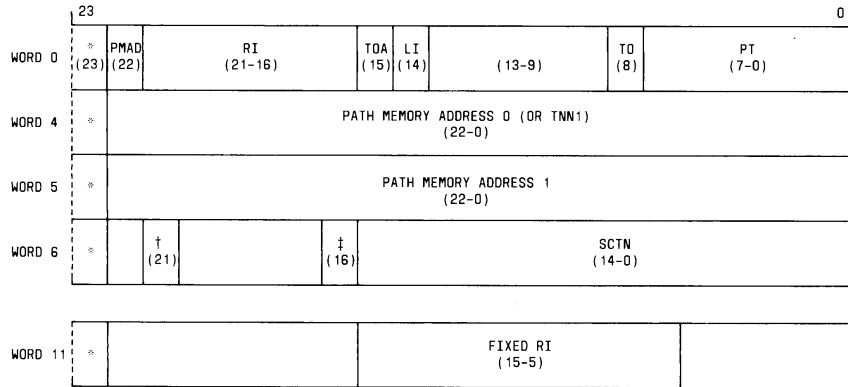 23 0
WORD 0 * (23) PMAD (22) RI (21-16) TOA (15) LI (14) (13-9) TO (8) PT (7-0)
WORD 4 * PATH MEMORY ADDRESS 0 (OR TNN1) (22-0)
WORD 5 * PATH MEMORY ADDRESS 1 (22-0)
WORD 6 * † (21) ‡ (16) SCTN (14-0)
WORD 11 * FIXED RI (15-5)